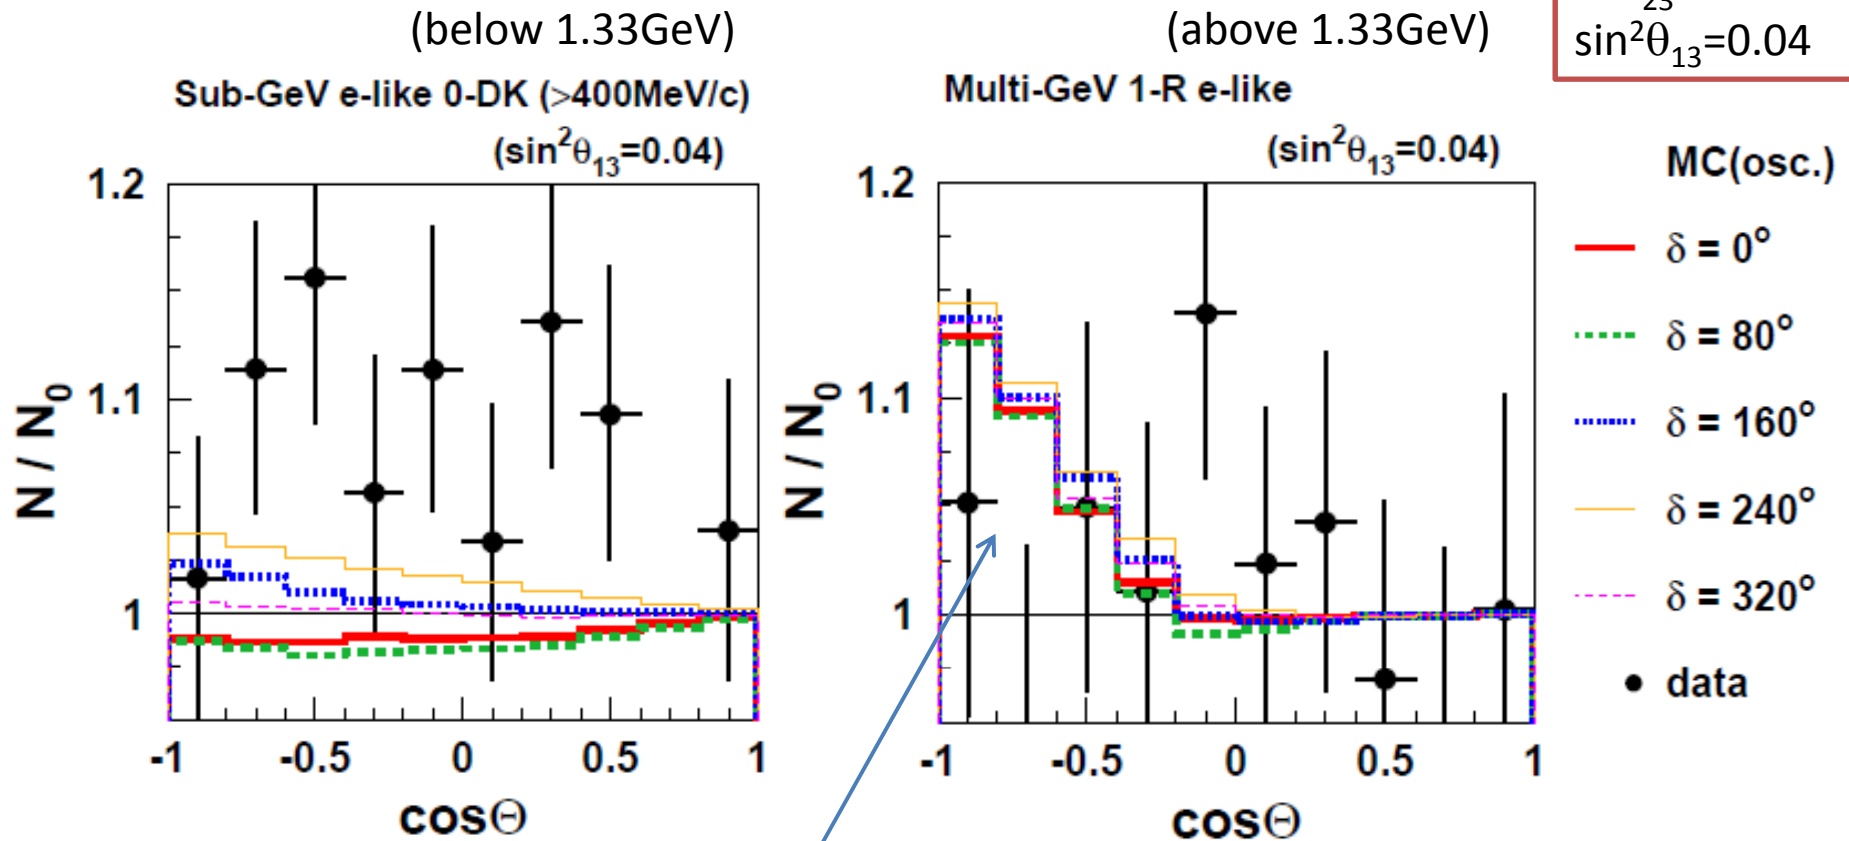 (below 1.33GeV)
(above 1.33GeV)
23
sin²θ₁₃=0.04
Sub-GeV e-like 0-DK (>400MeV/c)
(sin²θ₁₃=0.04)
1.2
1.1
1
N / N₀
-1 -0.5 0 0.5 1
cosΘ
Multi-GeV 1-R e-like
(sin²θ₁₃=0.04)
1.2
1.1
1
N / N₀
-1 -0.5 0 0.5 1
cosΘ
MC(osc.)
δ = 0°
δ = 80°
δ = 160°
δ = 240°
δ = 320°
data